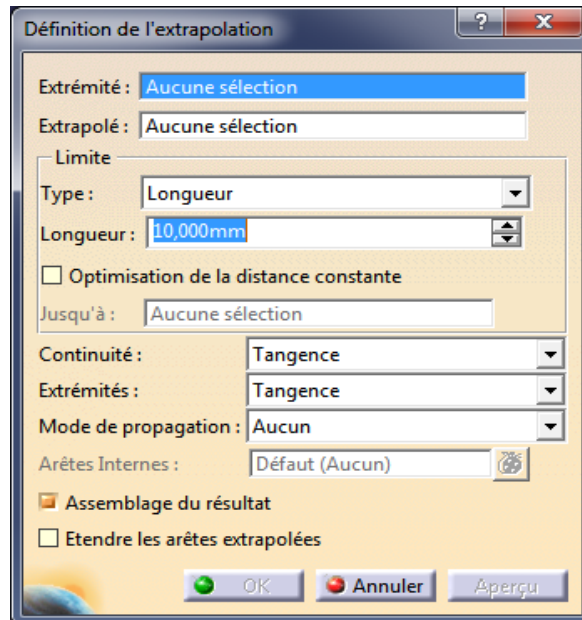 Définition de l'extrapolation
?
Extrémité : Aucune sélection
Extrapolé : Aucune sélection
Limite
Type : Longueur
Longueur : 10,000mm
Optimisation de la distance constante
Jusqu'à : Aucune sélection
Continuité : Tangence
Extrémités : Tangence
Mode de propagation : Aucun
Arêtes Internes : Défaut (Aucun)
Assemblage du résultat
Etendre les arêtes extrapolées
OK Annuler Aperçu